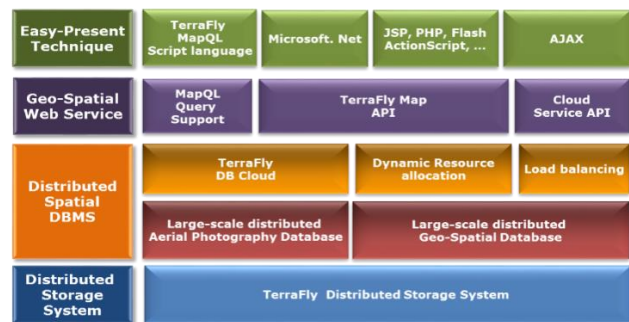 Easy-Present
Technique
TerraFly
MapQL
Script language
Microsoft. Net
JSP, PHP, Flash
ActionScript, ...
AJAX
Geo-Spatial
Web Service
MapQL
Query
Support
TerraFly Map
API
Cloud
Service API
Distributed
Spatial
DBMS
TerraFly
DB Cloud
Dynamic Resource
allocation
Load balancing
Large-scale distributed
Aerial Photography Database
Large-scale distributed
Geo-Spatial Database
Distributed
Storage
System
TerraFly Distributed Storage System